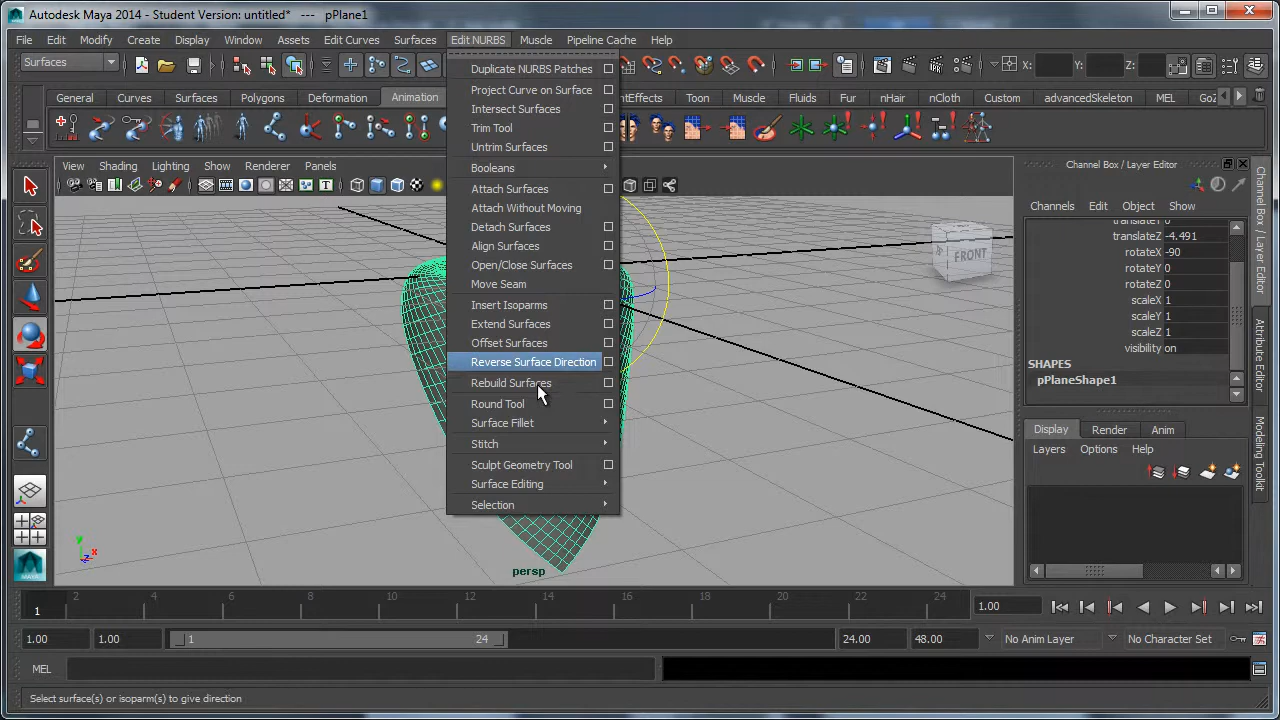 Autodesk Maya 2014 - Student Version: untitled* --- pPlane1
File Edit Modify Create Display Window Assets Edit Curves Surfaces Edit NURBS Muscle Pipeline Cache Help
Surfaces
X: Y: Z:
General Curves Surfaces Polygons Deformation Animation Effects Toon Muscle Fluids Fur nHair nCloth Custom advancedSkeleton MEL GoZ
View Shading Lighting Show Renderer Panels
Duplicate NURBS Patches
Project Curve on Surface
Intersect Surfaces
Trim Tool
Untrim Surfaces
Booleans
Attach Surfaces
Attach Without Moving
Detach Surfaces
Align Surfaces
Open/Close Surfaces
Move Seam
Insert Isoparms
Extend Surfaces
Offset Surfaces
Reverse Surface Direction
Rebuild Surfaces
Round Tool
Surface Fillet
Stitch
Sculpt Geometry Tool
Surface Editing
Selection
FRONT
persp
y
z x
MAYA
Channel Box / Layer Editor
Channels Edit Object Show
translateY 0
translateZ -4.491
rotateX -90
rotateY 0
rotateZ 0
scaleX 1
scaleY 1
scaleZ 1
visibility on
SHAPES
pPlaneShape1
Display Render Anim
Layers Options Help
Channel Box / Layer Editor
Attribute Editor
Modeling Toolkit
1 2 4 6 8 10 12 14 16 18 20 22 24
1.00
1.00 1.00 1 24 24.00 48.00 No Anim Layer No Character Set
MEL
Select surface(s) or isoparm(s) to give direction